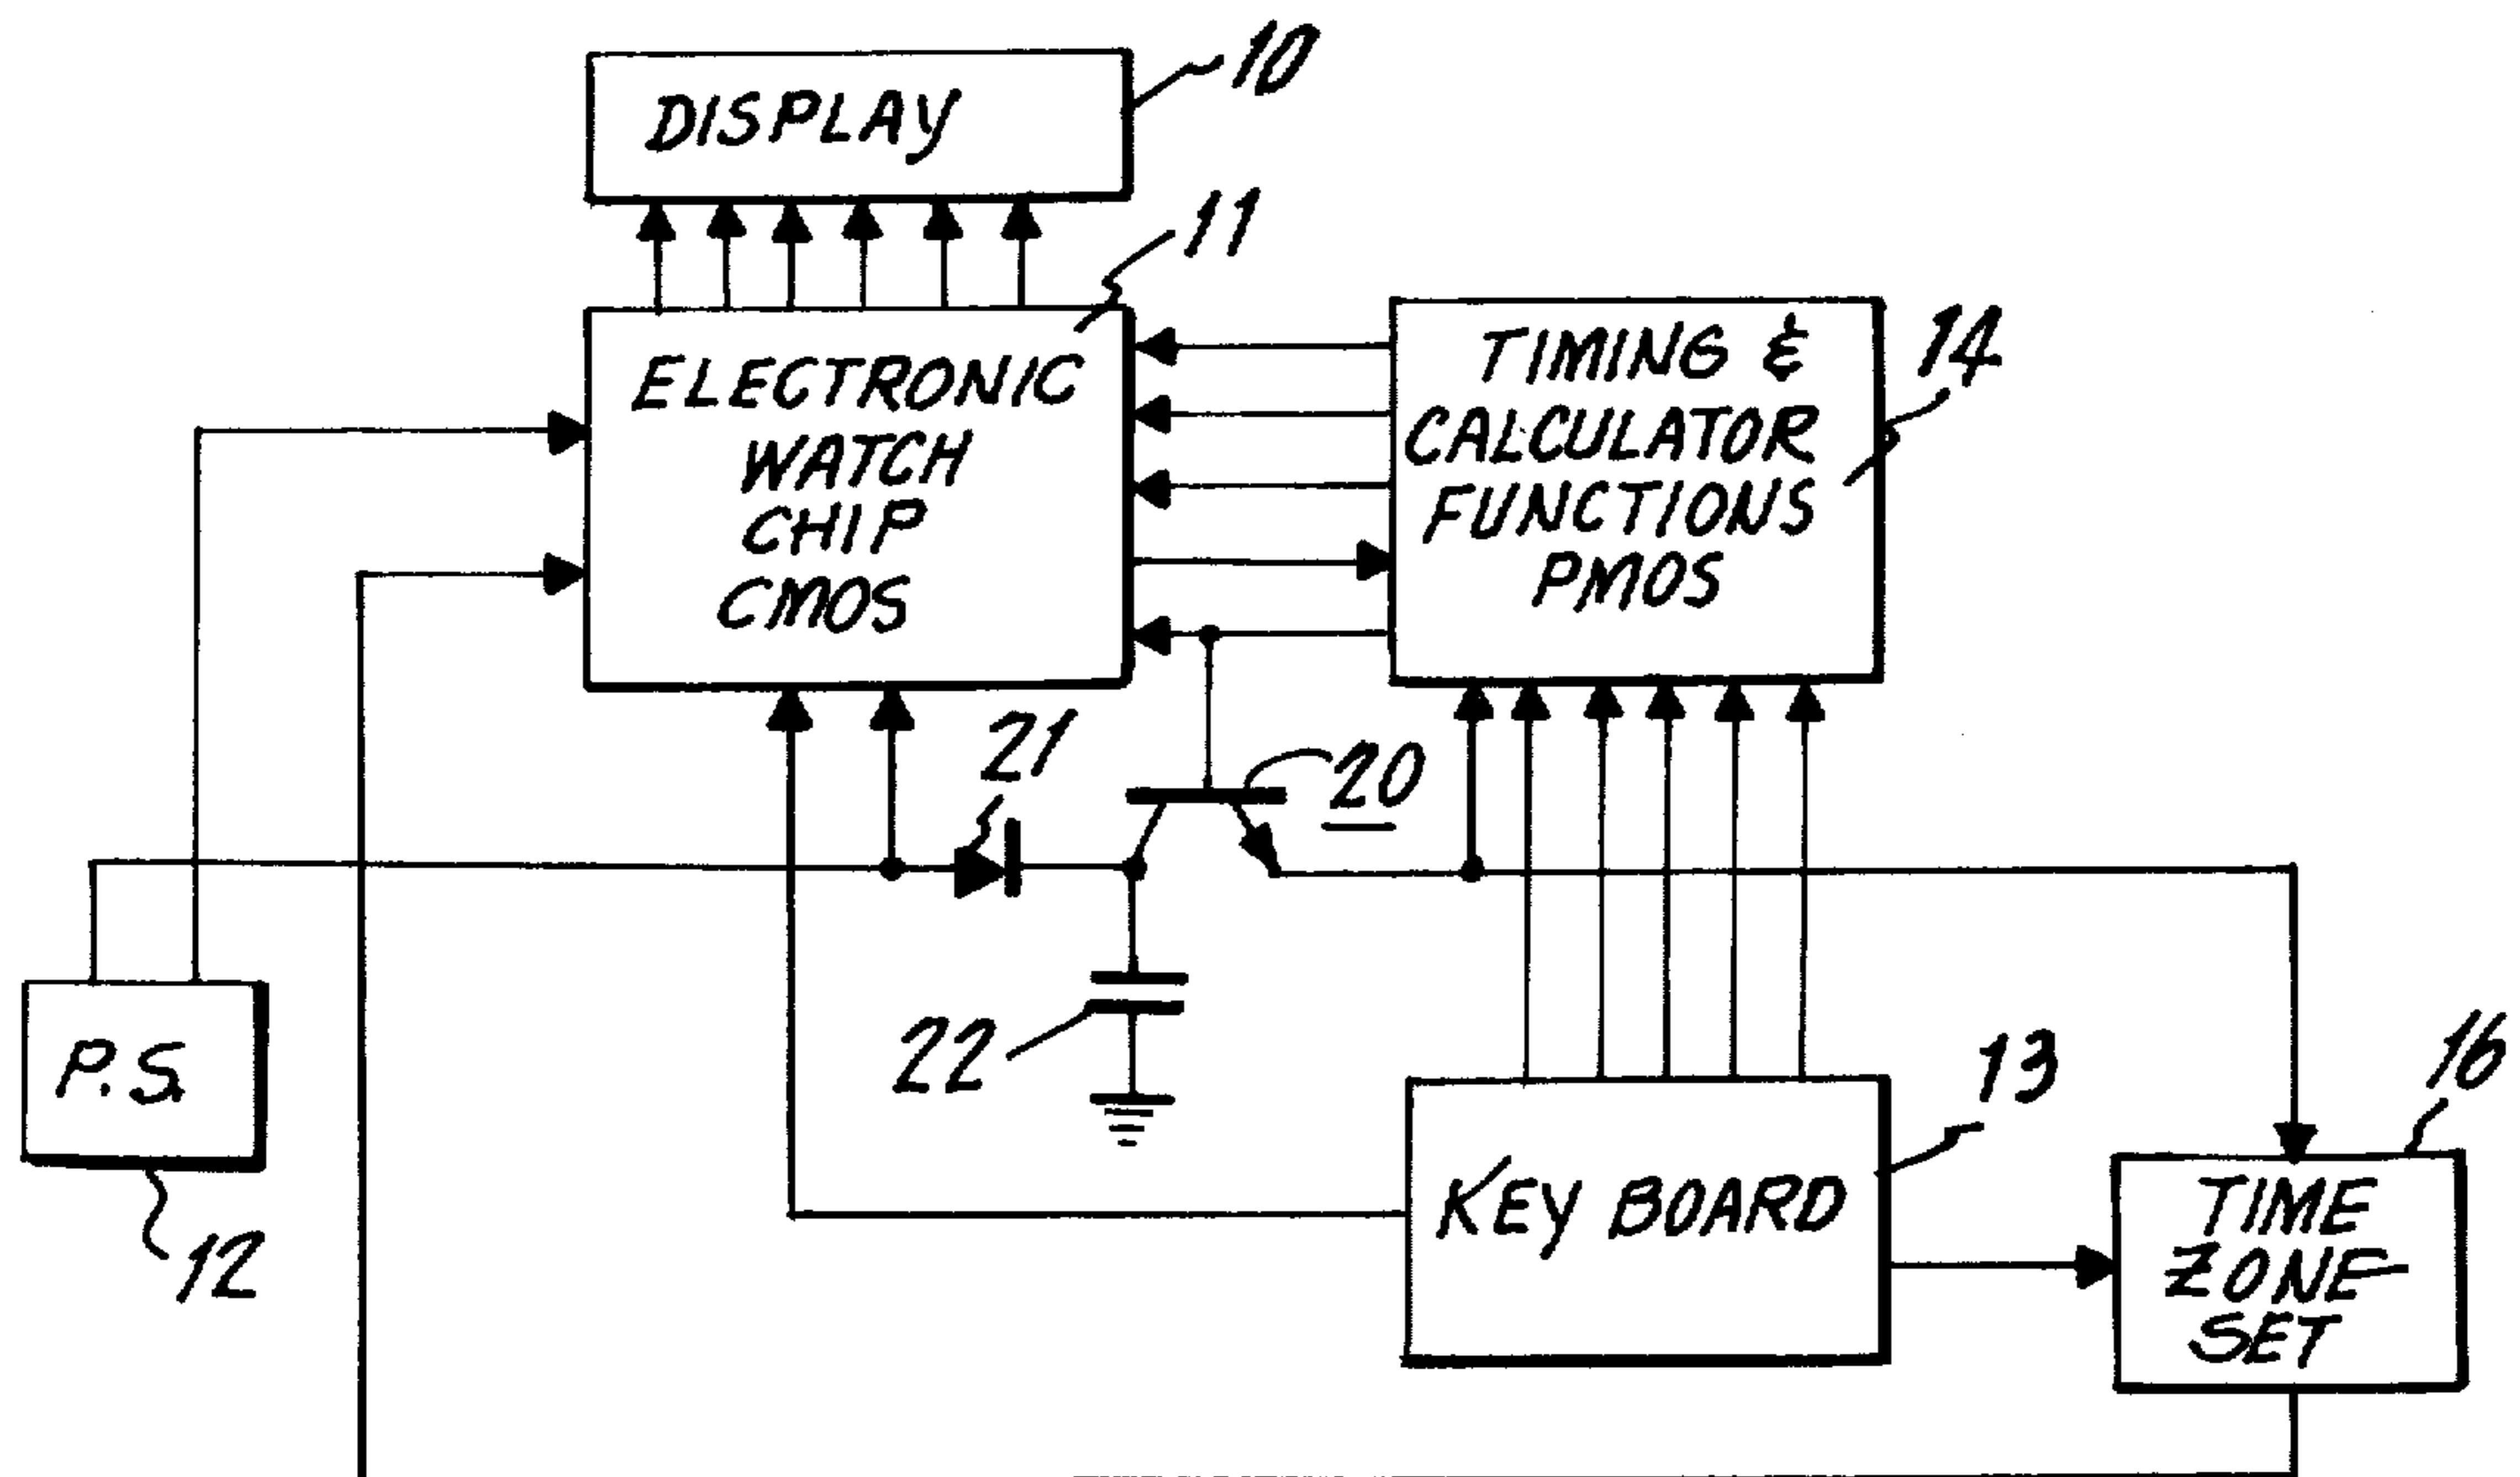 10
DISPLAY
11
ELECTRONIC
WATCH
CHIP
CMOS
14
TIMING &
CALCULATOR
FUNCTIONS
PMOS
21
20
P.S.
12
22
13
KEY BOARD
16
TIME
ZONE
SET